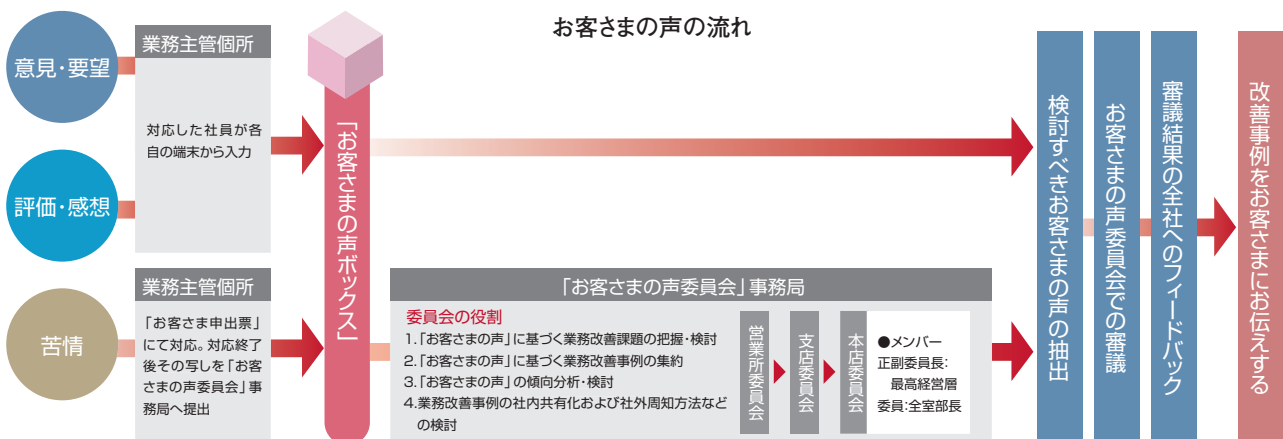 お客さまの声の流れ
意見・要望
評価・感想
苦情
業務主管個所
対応した社員が各
自の端末から入力
業務主管個所
「お客さま申出票」
にて対応。対応終了
後その写しを「お客
さまの声委員会」事
務局へ提出
「お客さまの声ボックス」
「お客さまの声委員会」事務局
委員会の役割
1.「お客さまの声」に基づく業務改善課題の把握・検討
2.「お客さまの声」に基づく業務改善事例の集約
3.「お客さまの声」の傾向分析・検討
4.業務改善事例の社内共有化および社外周知方法など
の検討
営業所委員会
支店委員会
本店委員会
●メンバー
正副委員長:
最高経営層
委員:全室部長
検討すべきお客さまの声の抽出
お客さまの声委員会での審議
審議結果の全社へのフィードバック
改善事例をお客さまにお伝えする